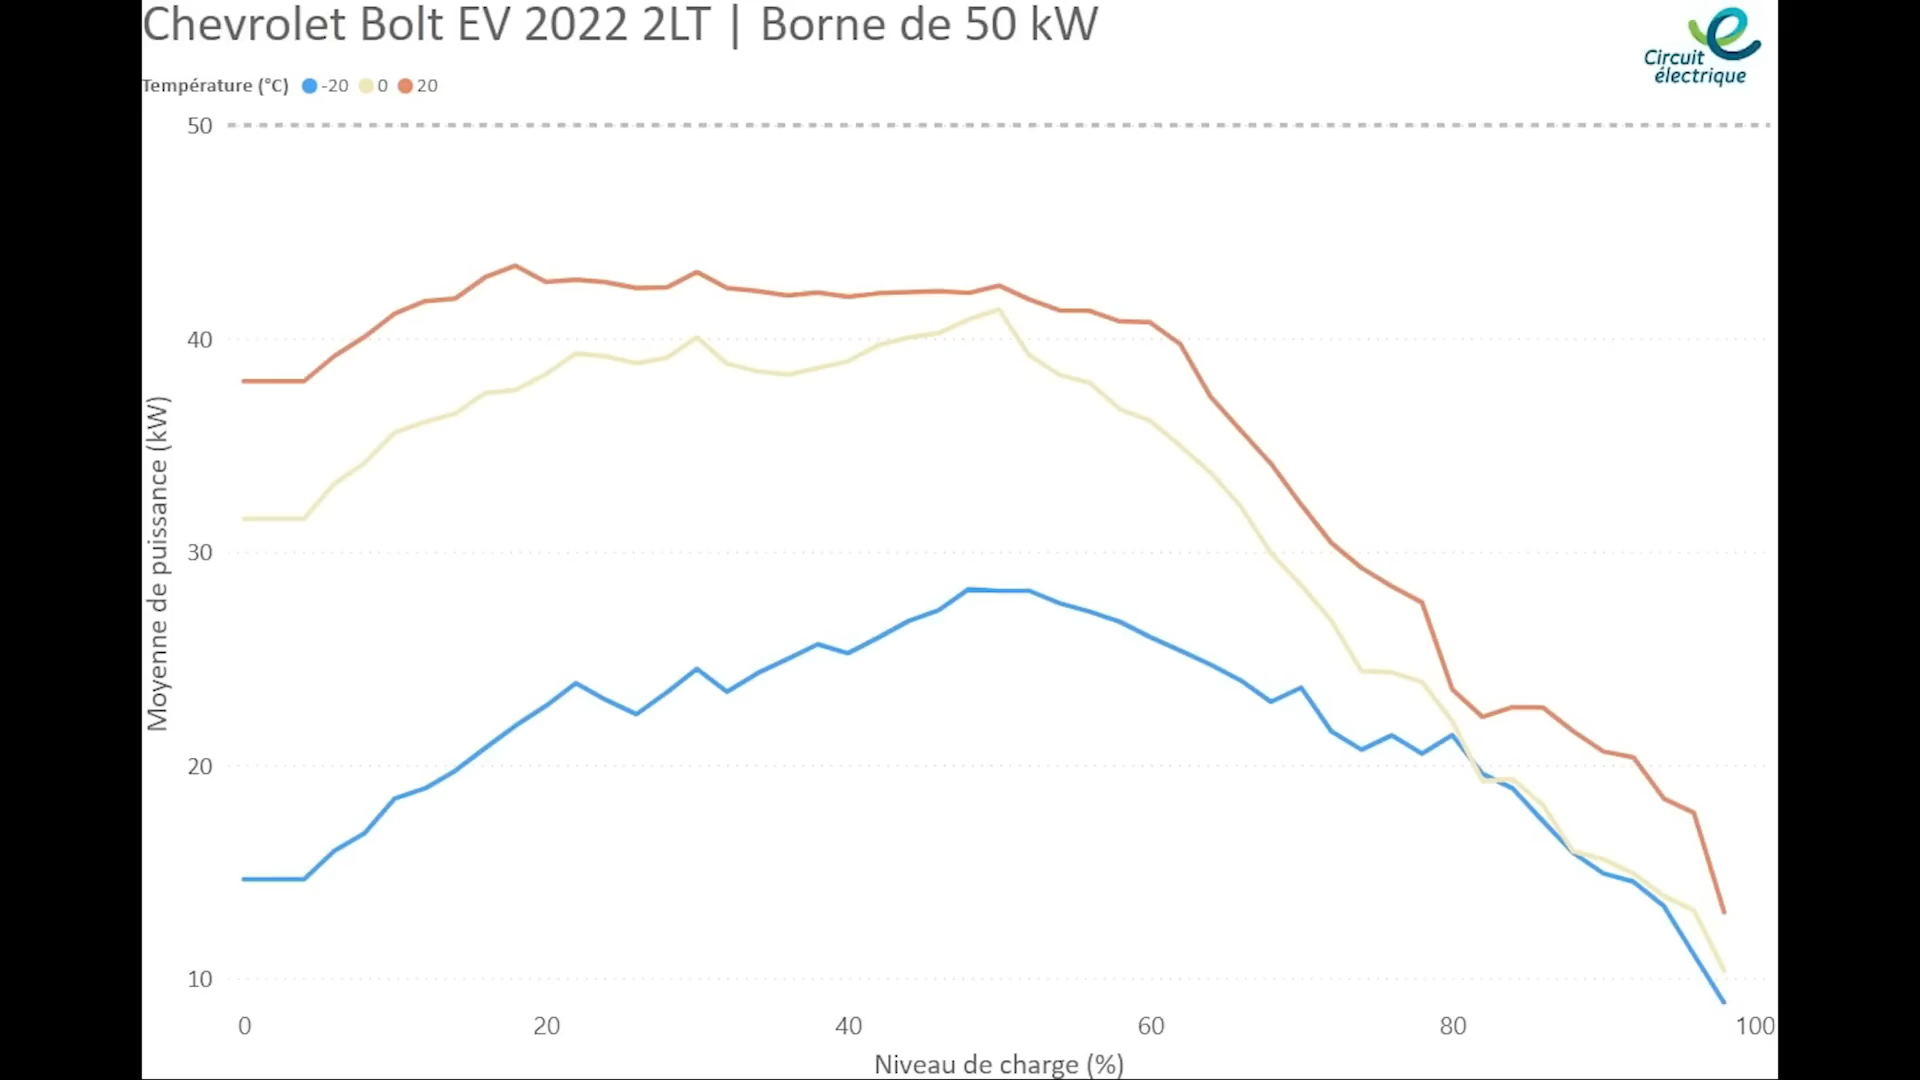 Chevrolet Bolt EV 2022 2LT | Borne de 50 kW
Circuit
électrique
Température (°C) -20 0 20
50
40
30
20
10
Moyenne de puissance (kW)
0 20 40 60 80 100
Niveau de charge (%)